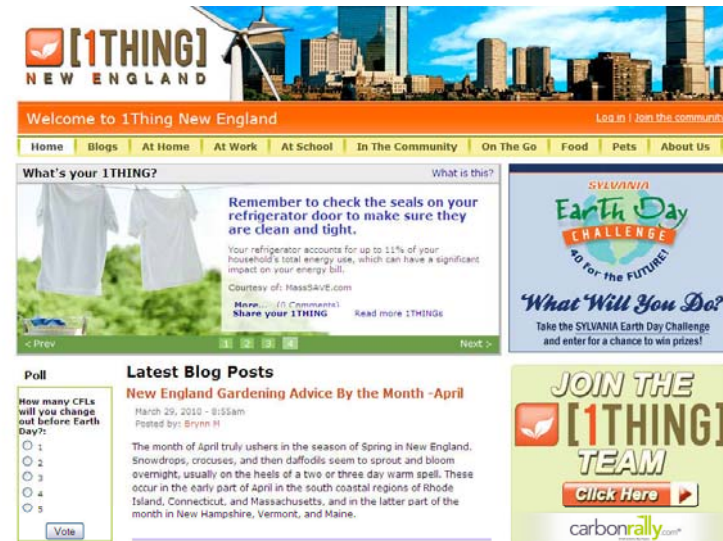 [1THING]
NEW ENGLAND
Welcome to 1Thing New England
Log in | Join the community
Home Blogs At Home At Work At School In The Community On The Go Food Pets About Us
What's your 1THING?
What is this?
Remember to check the seals on your
refrigerator door to make sure they
are clean and tight.
Your refrigerator accounts for up to 11% of your
household's total energy use, which can have a significant
impact on your energy bill.
Courtesy of: MassSAVE.com
More... (0 Comments)
Share your 1THING Read more 1THINGs
< Prev 1 2 3 4 Next >
SYLVANIA
Earth Day
CHALLENGE
40 For the FUTURE!
What Will You Do?
Take the SYLVANIA Earth Day Challenge
and enter for a chance to win prizes!
Poll
How many CFLs
will you change
out before Earth
Day?:
1
2
3
4
5
Vote
Latest Blog Posts
New England Gardening Advice By the Month -April
March 29, 2010 - 8:55am
Posted by: Brynn M
The month of April truly ushers in the season of Spring in New England.
Snowdrops, crocuses, and then daffodils seem to sprout and bloom
overnight, usually on the heels of a two or three day warm spell. These
occur in the early part of April in the south coastal regions of Rhode
Island, Connecticut, and Massachusetts, and in the latter part of the
month in New Hampshire, Vermont, and Maine.
JOIN THE
[1THING]
TEAM
Click Here
carbonrally.com